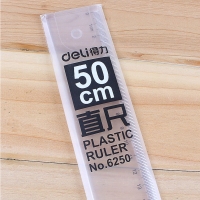 deli得力
50
cm
直尺
PLASTIC
RULER
No.6250